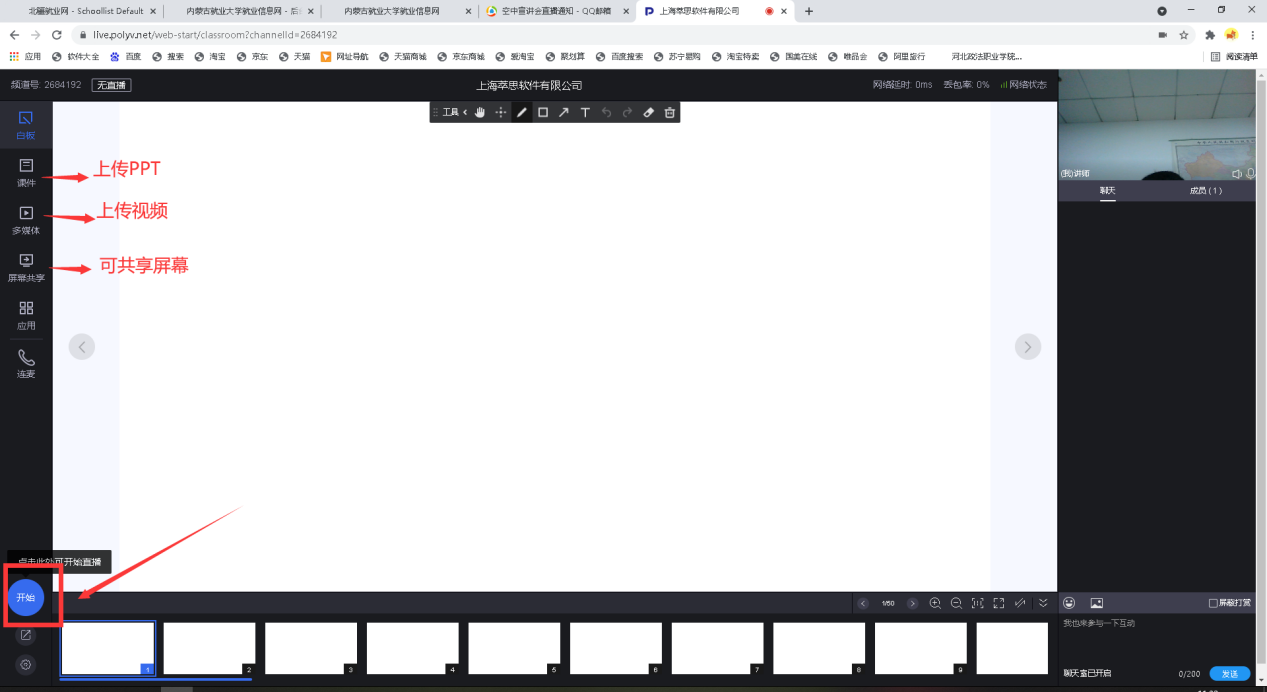 北疆就业网 - Schoollist Default
内蒙古就业大学就业信息网 - 后台
内蒙古就业大学就业信息网
空中宣讲会直播通知 - QQ邮箱
上海萃思软件有限公司
live.polyv.net/web-start/classroom?channelId=2684192
应用 软件大全 百度 搜索 淘宝 京东 天猫 网址导航 天猫商城 京东商城 爱淘宝 聚划算 百度搜索 苏宁易购 淘宝特卖 国美在线 唯品会 阿里旅行 河北政法职业学院... 阅读清单
频道号: 2684192 无直播
上海萃思软件有限公司
网络延时: 0ms 丢包率: 0% 网络状态
工具
T
白板
课件
上传PPT
多媒体
上传视频
屏幕共享
可共享屏幕
应用
连麦
(我)讲师
聊天
成员 ( 1 )
点击此处可开始直播
开始
1/50
1 2 3 4 5 6 7 8 9
屏蔽打赏
我也来参与一下互动
聊天室已开启
0/200
发送